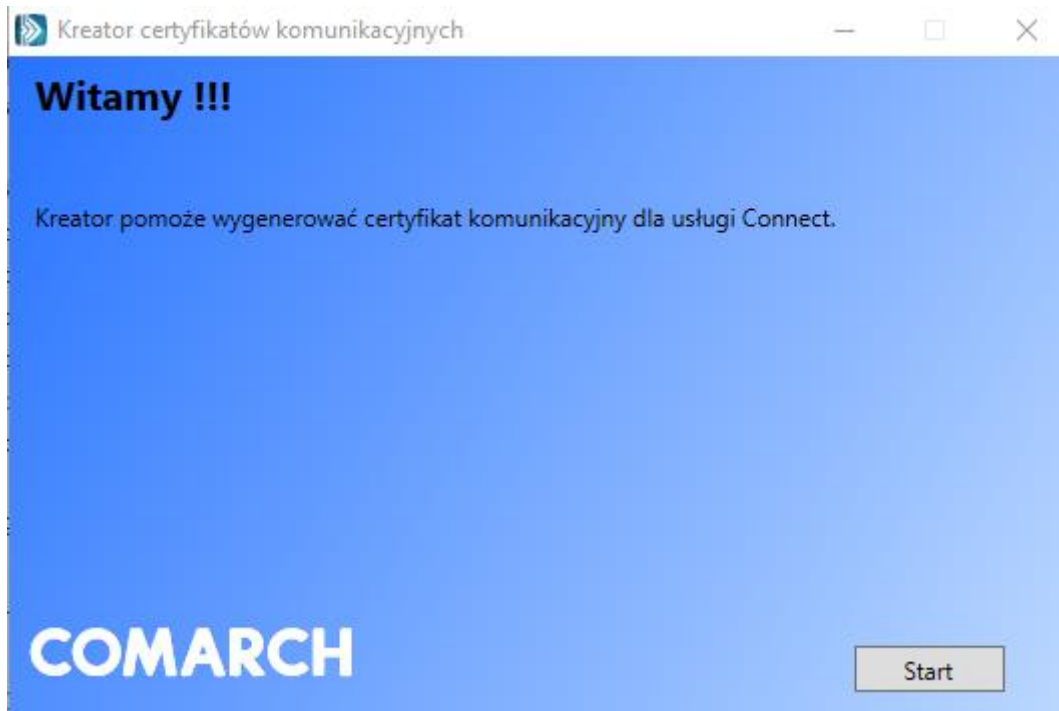 Kreator certyfikatów komunikacyjnych
Witamy !!!
Kreator pomoże wygenerować certyfikat komunikacyjny dla usługi Connect.
COMARCH
Start